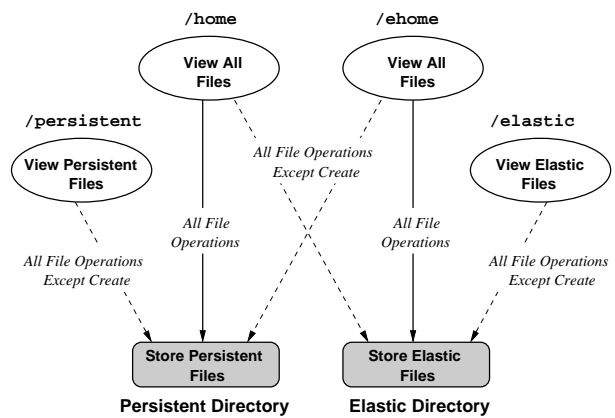 /home
/ehome
View All
Files
View All
Files
/persistent
/elastic
View Persistent
Files
All File Operations
Except Create
View Elastic
Files
All File
Operations
All File
Operations
All File Operations
Except Create
All File Operations
Except Create
Store Persistent
Files
Store Elastic
Files
Persistent Directory
Elastic Directory